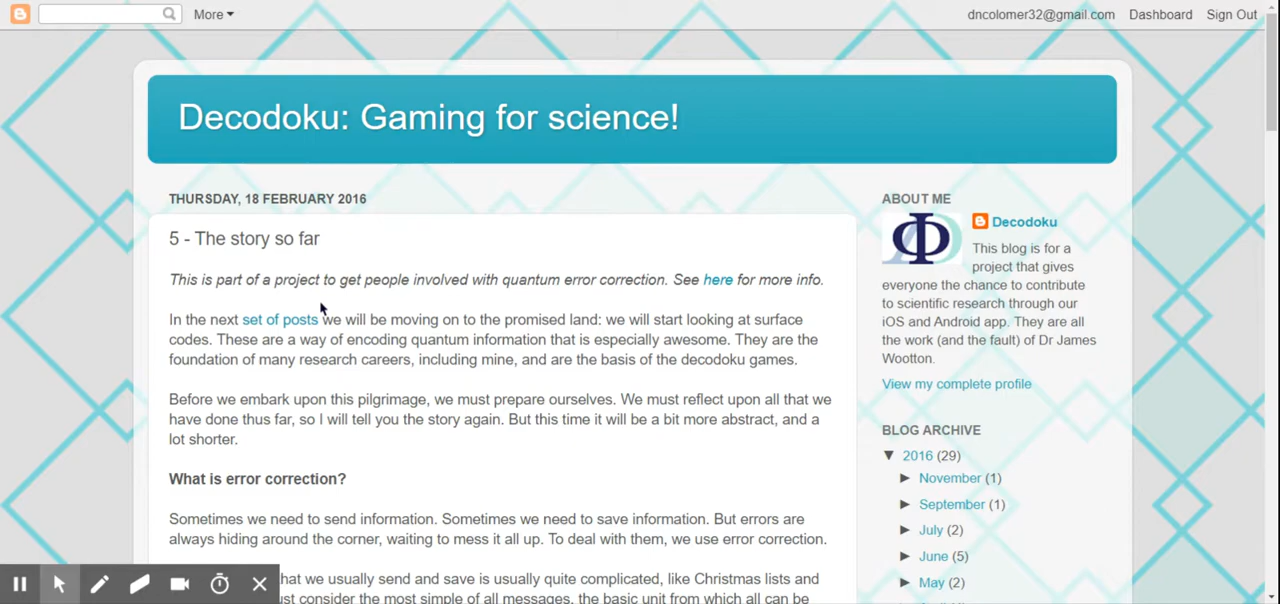 More
dncolomer32@gmail.com Dashboard Sign Out
Decodoku: Gaming for science!
THURSDAY, 18 FEBRUARY 2016
5 - The story so far
This is part of a project to get people involved with quantum error correction. See here for more info.
In the next set of posts we will be moving on to the promised land: we will start looking at surface
codes. These are a way of encoding quantum information that is especially awesome. They are the
foundation of many research careers, including mine, and are the basis of the decodoku games.
Before we embark upon this pilgrimage, we must prepare ourselves. We must reflect upon all that we
have done thus far, so I will tell you the story again. But this time it will be a bit more abstract, and a
lot shorter.
What is error correction?
Sometimes we need to send information. Sometimes we need to save information. But errors are
always hiding around the corner, waiting to mess it all up. To deal with them, we use error correction.
hat we usually send and save is usually quite complicated, like Christmas lists and
ust consider the most simple of all messages, the basic unit from which all can be
ABOUT ME
Φ
Decodoku
This blog is for a
project that gives
everyone the chance to contribute
to scientific research through our
iOS and Android app. They are all
the work (and the fault) of Dr James
Wootton.
View my complete profile
BLOG ARCHIVE
▼ 2016 (29)
► November (1)
► September (1)
► July (2)
► June (5)
► May (2)